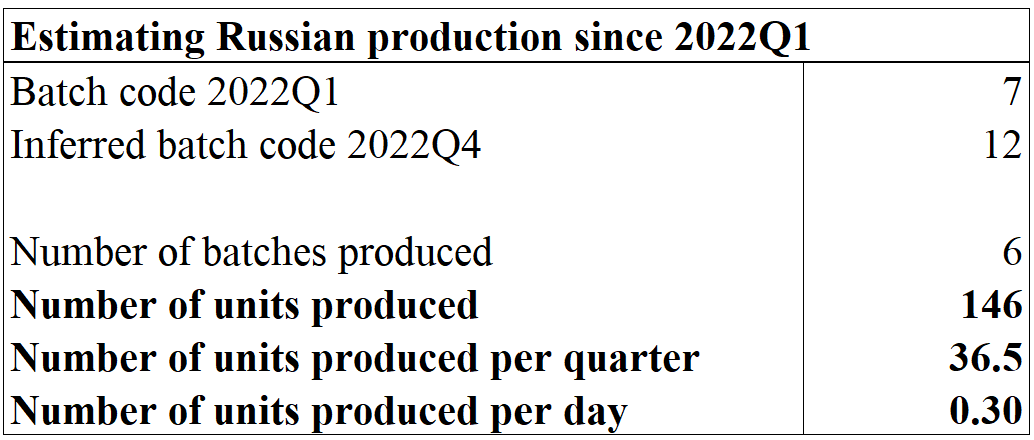 Estimating Russian production since 2022Q1
Batch code 2022Q1 7
Inferred batch code 2022Q4 12
Number of batches produced 6
Number of units produced 146
Number of units produced per quarter 36.5
Number of units produced per day 0.30